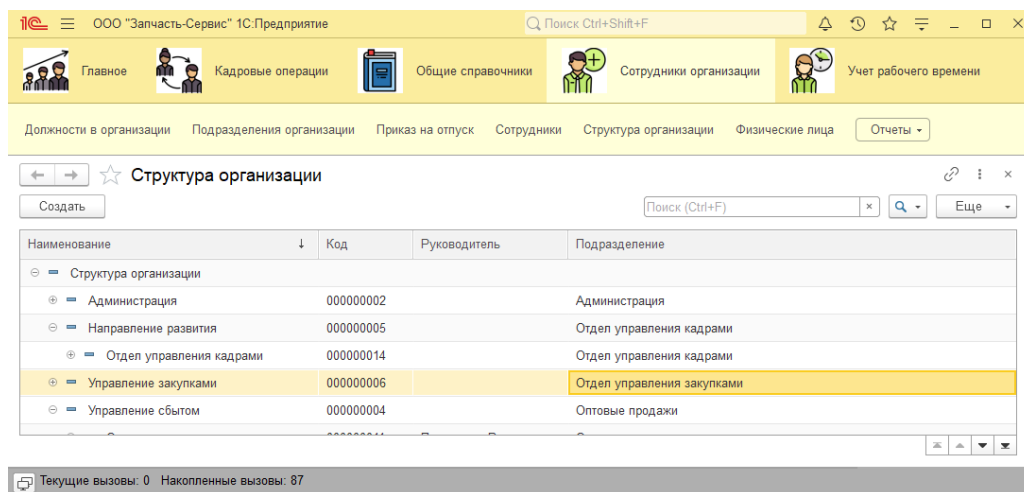 ООО "Запчасть-Сервис" 1С:Предприятие Поиск Ctrl+Shift+F
Главное Кадровые операции Общие справочники Сотрудники организации Учет рабочего времени
Должности в организации Подразделения организации Приказ на отпуск Сотрудники Структура организации Физические лица Отчеты
Структура организации
Создать Поиск (Ctrl+F) Еще
Наименование Код Руководитель Подразделение
Структура организации
Администрация 000000002 Администрация
Направление развития 000000005 Отдел управления кадрами
Отдел управления кадрами 000000014 Отдел управления кадрами
Управление закупками 000000006 Отдел управления закупками
Управление сбытом 000000004 Оптовые продажи
Текущие вызовы: 0 Накопленные вызовы: 87